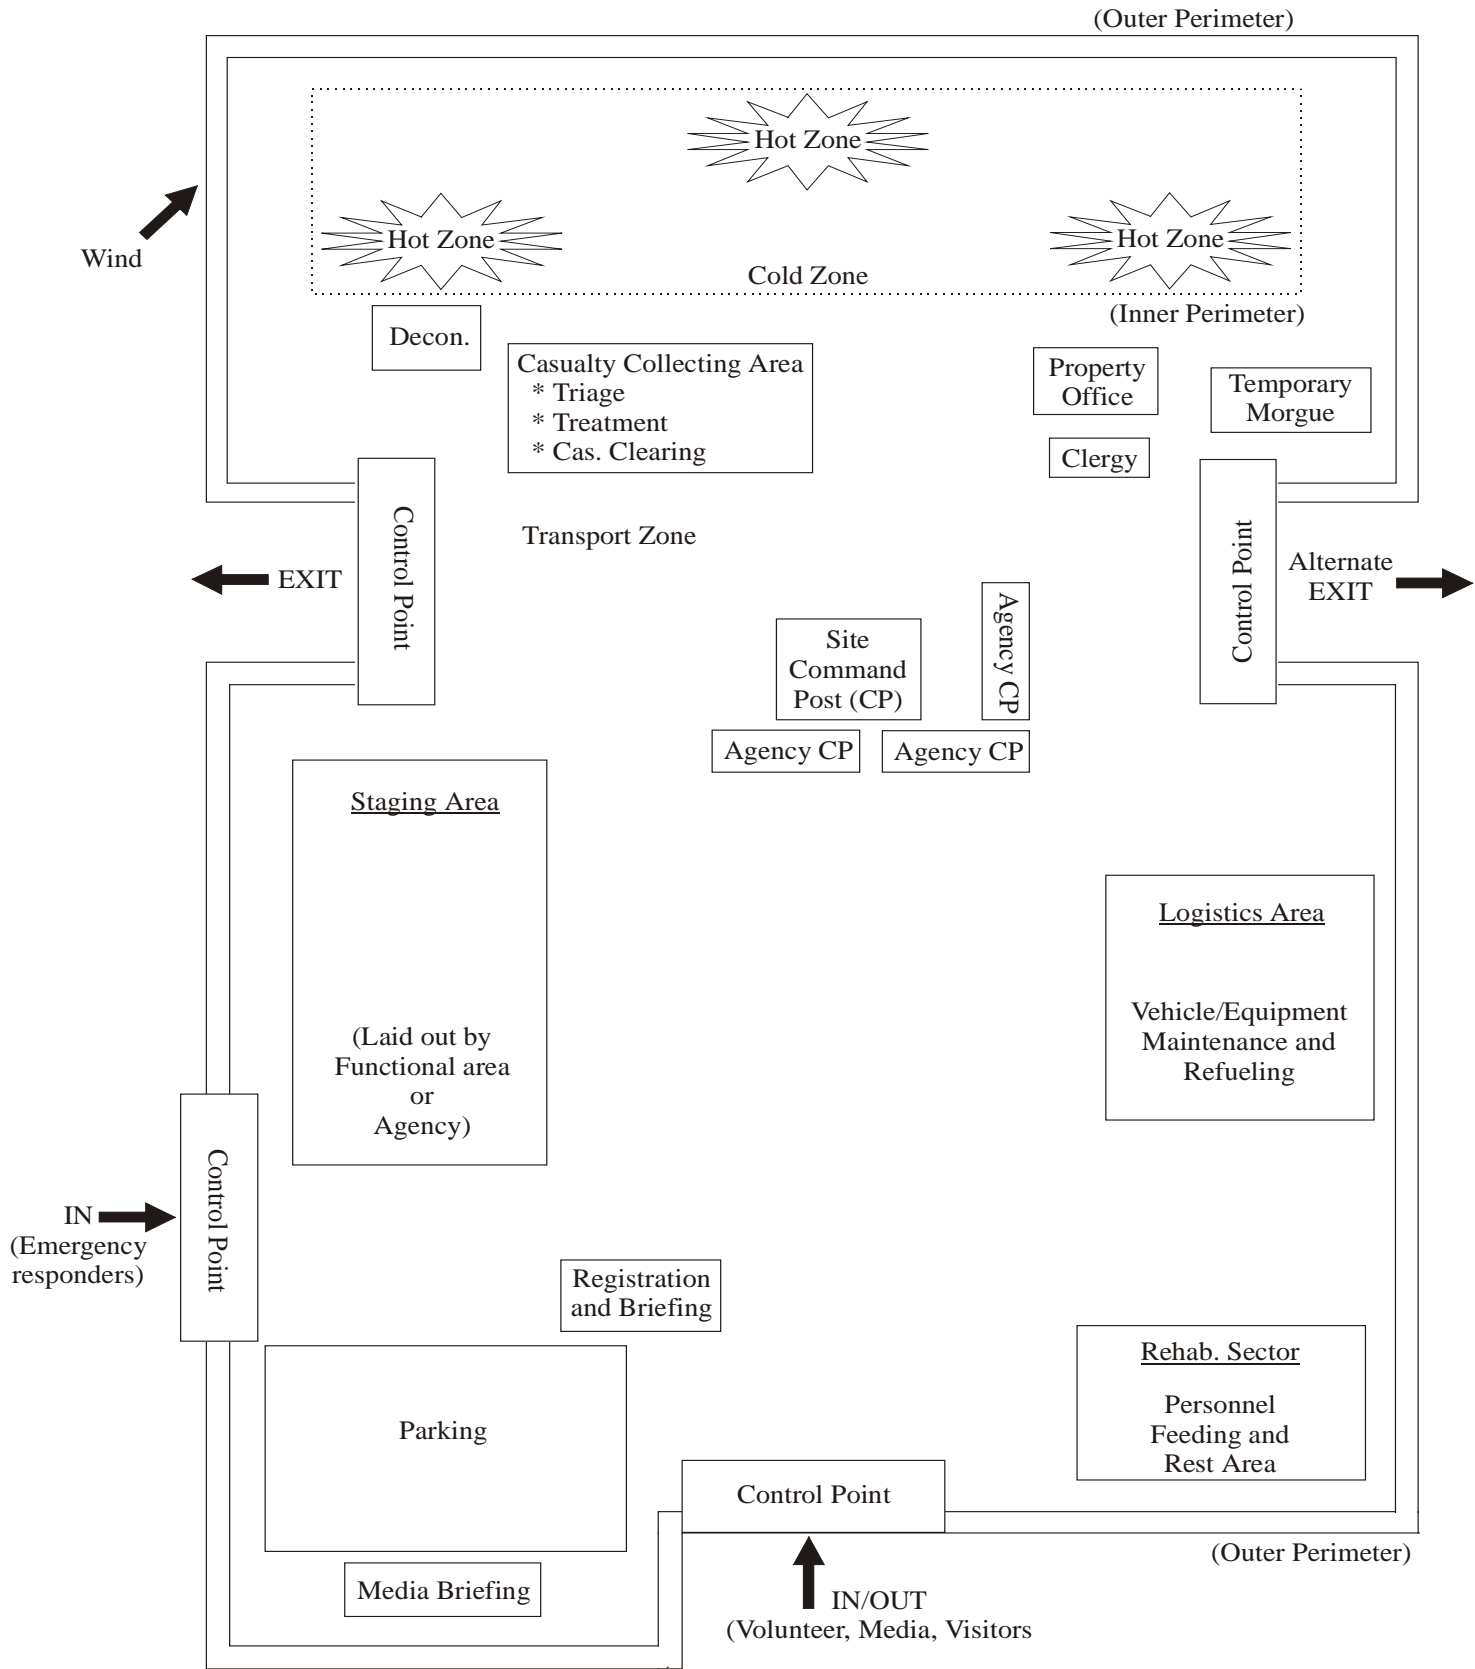 (Outer Perimeter)
Hot Zone
Hot Zone
Hot Zone
Wind
Cold Zone
(Inner Perimeter)
Decon.
Casualty Collecting Area
* Triage
* Treatment
* Cas. Clearing
Property
Office
Temporary
Morgue
Clergy
Control Point
Transport Zone
EXIT
Control Point
Alternate
EXIT
Site
Command
Post (CP)
Agency CP
Agency CP
Agency CP
Staging Area
(Laid out by
Functional area
or
Agency)
Logistics Area
Vehicle/Equipment
Maintenance and
Refueling
Control Point
IN
(Emergency
responders)
Registration
and Briefing
Parking
Rehab. Sector
Personnel
Feeding and
Rest Area
Control Point
(Outer Perimeter)
Media Briefing
IN/OUT
(Volunteer, Media, Visitors